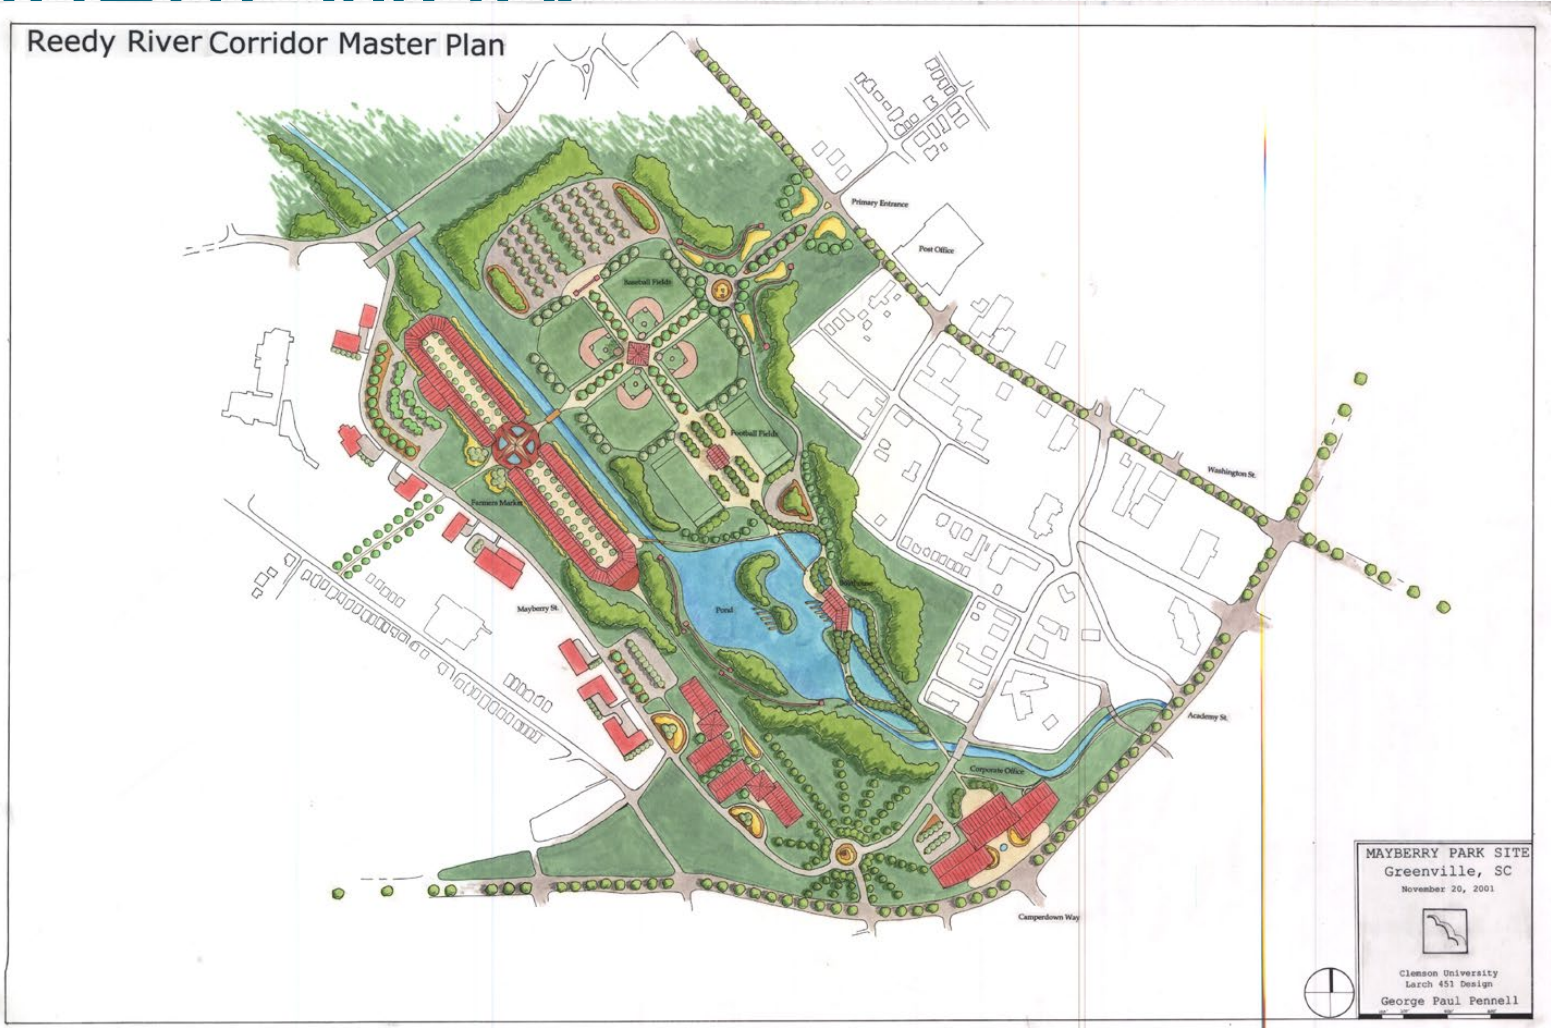 Reedy River Corridor Master Plan
Primary Entrance
Post Office
Baseball Fields
Football Fields
Washington St.
Farmers Market
Mayberry St.
Pond
Academy St.
Corporate Office
Camperdown Way
MAYBERRY PARK SITE
Greenville, SC
November 20, 2001
Clemson University
Larch 451 Design
George Paul Pennell